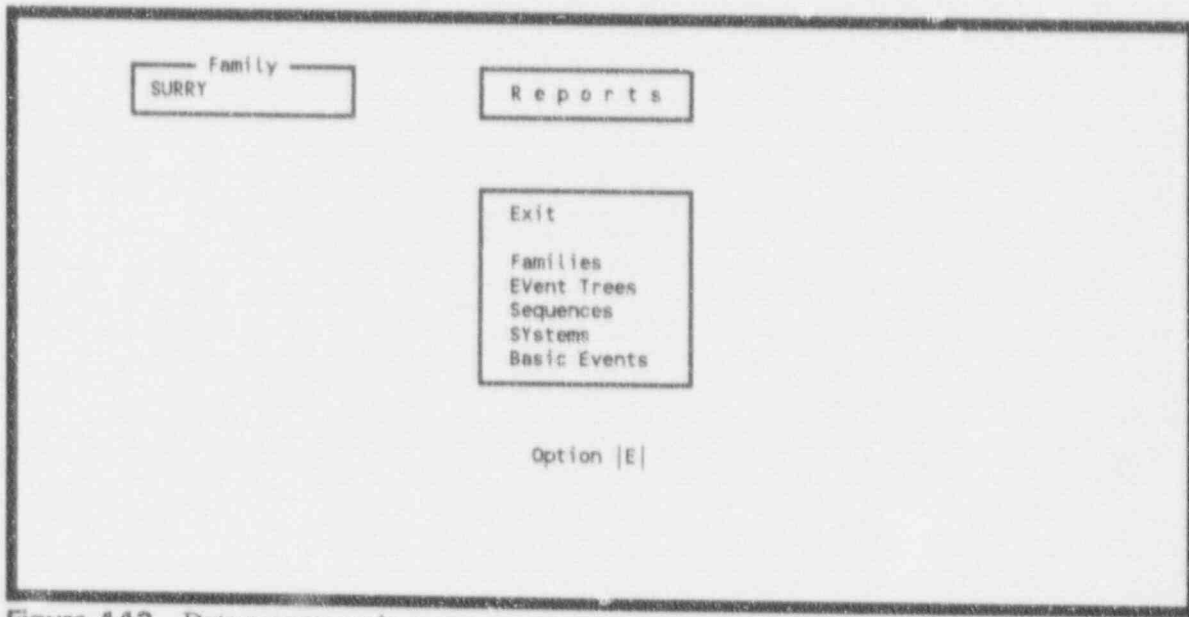 Family
SURRY
Reports
Exit
Families
EVent Trees
Sequences
SYstems
Basic Events
Option |E|